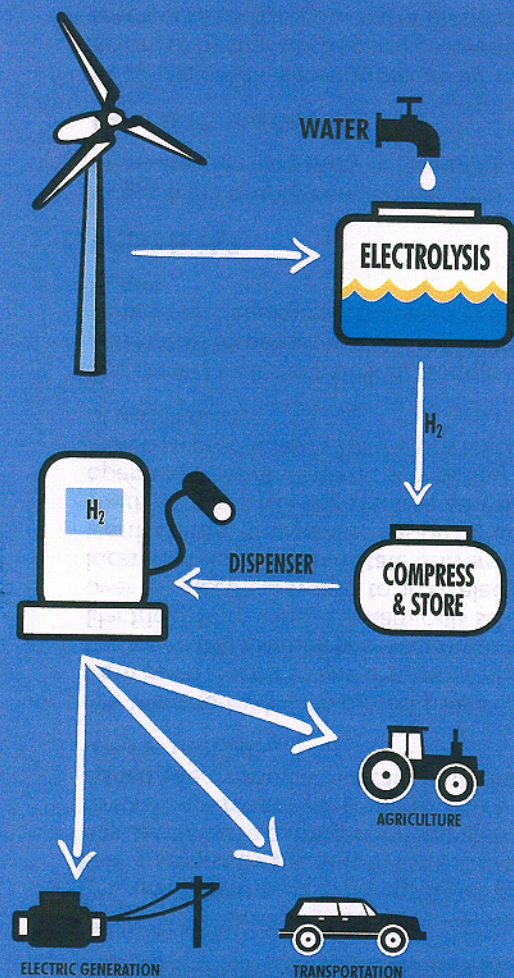 WATER
ELECTROLYSIS
H₂
H₂
DISPENSER
COMPRESS
& STORE
AGRICULTURE
ELECTRIC GENERATION
TRANSPORTATION